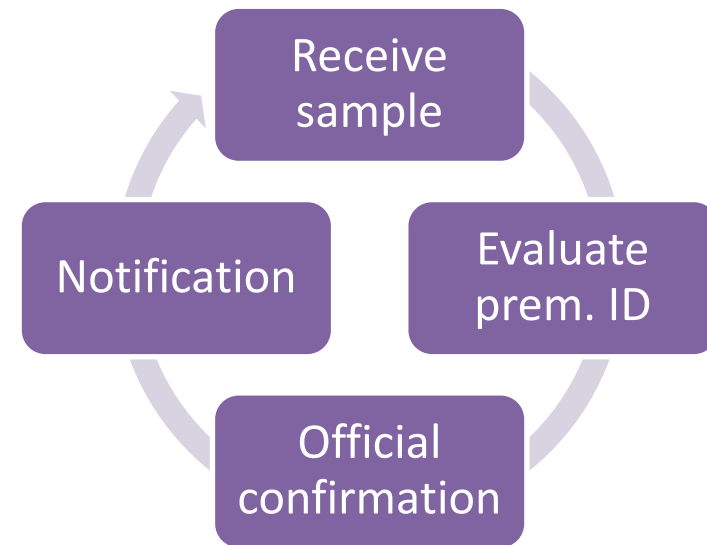 Receive
sample
Evaluate
prem. ID
Official
confirmation
Notification